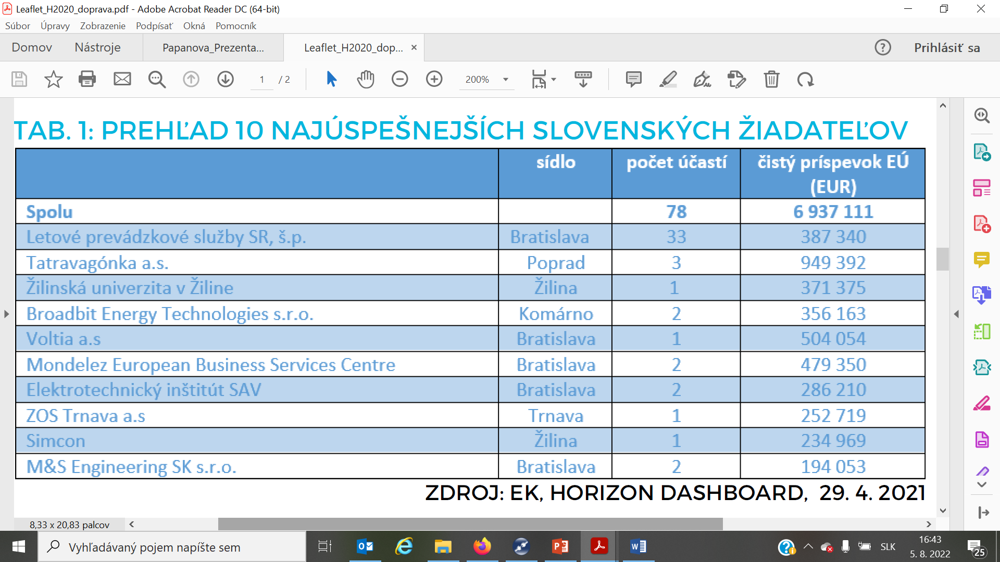 Leaflet_H2020_doprava.pdf - Adobe Acrobat Reader DC (64-bit)
Súbor Úpravy Zobrazenie Podpísať Okná Pomocník
Domov Nástroje Papanova_Prezenta... Leaflet_H2020_dop... × Prihlásiť sa
1 / 2 200%
TAB. 1: PREHĽAD 10 NAJÚSPEŠNEJŠÍCH SLOVENSKÝCH ŽIADATEĽOV
sídlo počet účastí čistý príspevok EÚ
(EUR)
Spolu 78 6 937 111
Letové prevádzkové služby SR, š.p. Bratislava 33 387 340
Tatravagónka a.s. Poprad 3 949 392
Žilinská univerzita v Žiline Žilina 1 371 375
Broadbit Energy Technologies s.r.o. Komárno 2 356 163
Voltia a.s Bratislava 1 504 054
Mondelez European Business Services Centre Bratislava 2 479 350
Elektrotechnický inštitút SAV Bratislava 2 286 210
ZOS Trnava a.s Trnava 1 252 719
Simcon Žilina 1 234 969
M&S Engineering SK s.r.o. Bratislava 2 194 053
ZDROJ: EK, HORIZON DASHBOARD, 29. 4. 2021
8,33 x 20,83 palcov
Vyhľadávaný pojem napíšte sem
SLK
16:43
5. 8. 2022
25